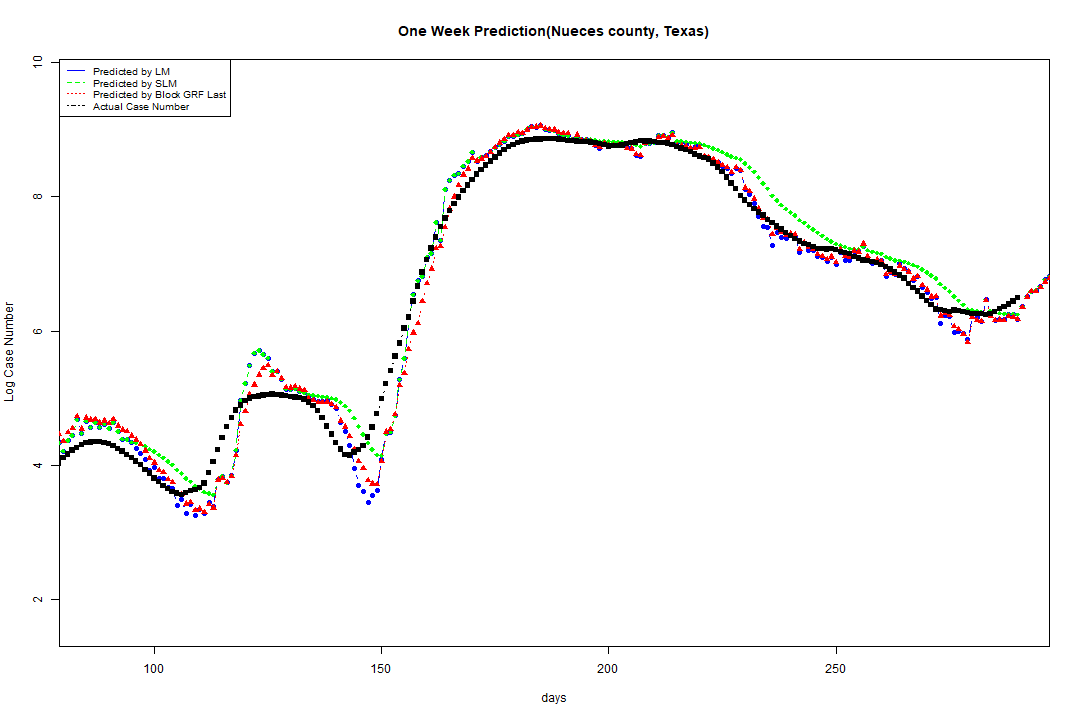 One Week Prediction(Nueces county, Texas)
Predicted by LM
Predicted by SLM
Predicted by Block GRF Last
Actual Case Number
10
8
6
4
2
Log Case Number
100
150
200
250
days